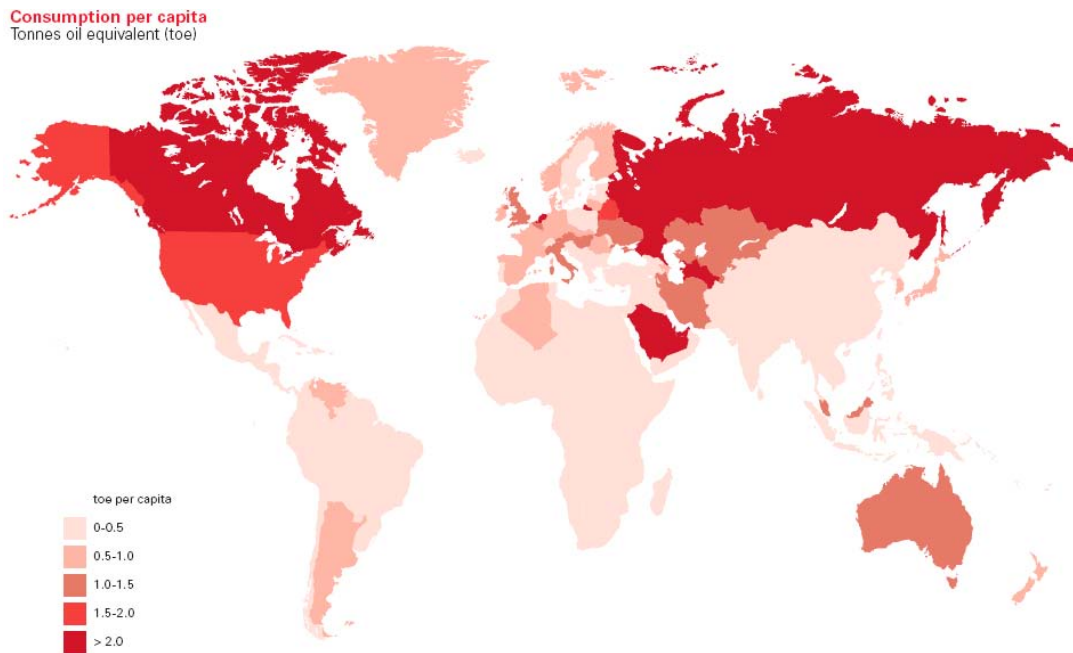 Consumption per capita
Tonnes oil equivalent (toe)
toe per capita
0-0.5
0.5-1.0
1.0-1.5
1.5-2.0
> 2.0